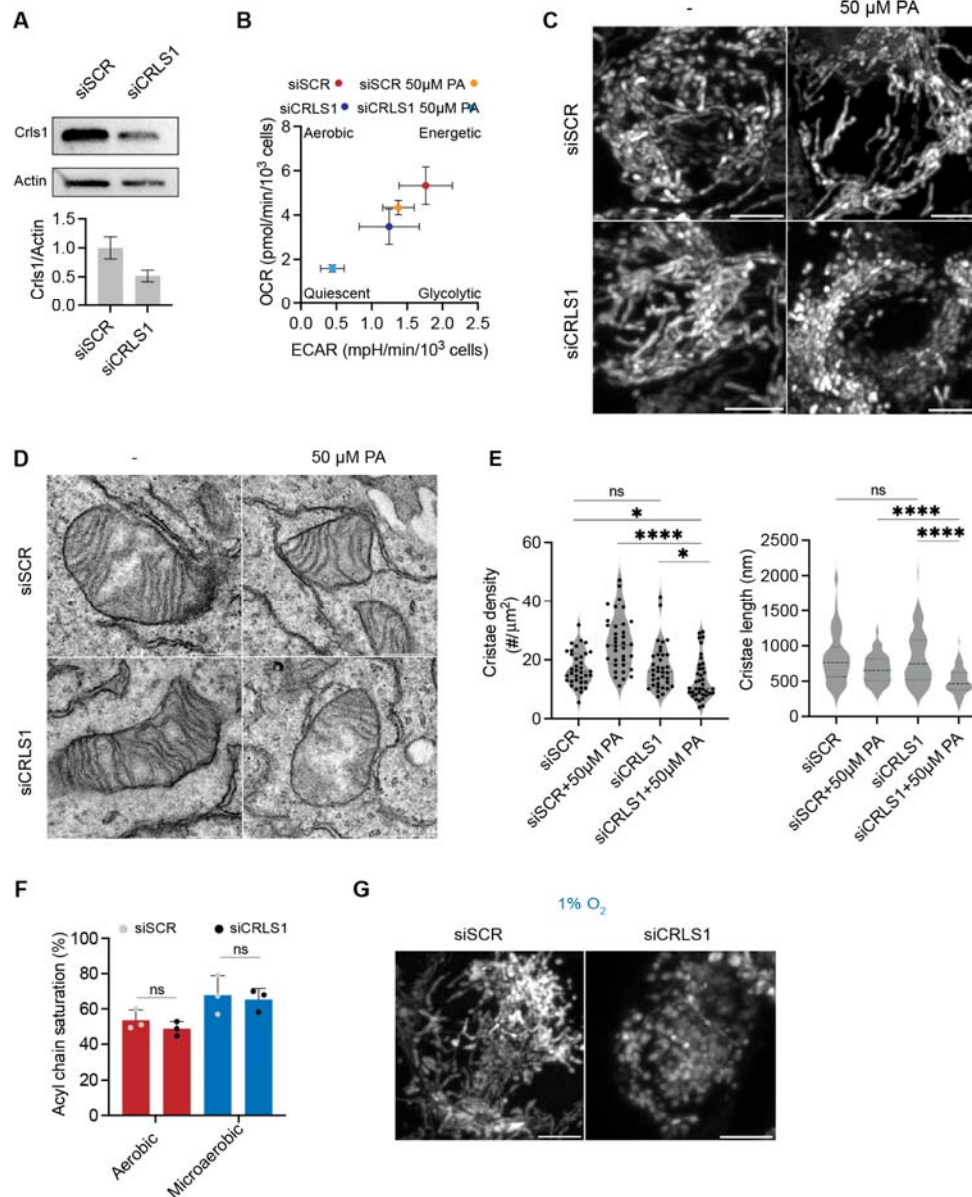 A
siSCR
siCRLS1
Crls1
Actin
Crls1/Actin
1.5
1.0
0.5
0.0
siSCR
siCRLS1
B
siSCR
siSCR 50µM PA
siCRLS1
siCRLS1 50µM PA
Aerobic
Energetic
Quiescent
Glycolytic
OCR (pmol/min/10³ cells)
8
6
4
2
0
0.0 0.5 1.0 1.5 2.0 2.5
ECAR (mpH/min/10³ cells)
C
-
50 µM PA
siSCR
siCRLS1
D
-
50 µM PA
siSCR
siCRLS1
E
ns
*
****
*
Cristae density
(#/µm²)
60
40
20
0
siSCR
siSCR+50µM PA
siCRLS1
siCRLS1+50µM PA
ns
****
****
Cristae length (nm)
2500
2000
1500
1000
500
0
siSCR
siSCR+50µM PA
siCRLS1
siCRLS1+50µM PA
F
siSCR
siCRLS1
Acyl chain saturation (%)
100
80
60
40
20
0
ns
ns
Aerobic
Microaerobic
G
1% O₂
siSCR
siCRLS1